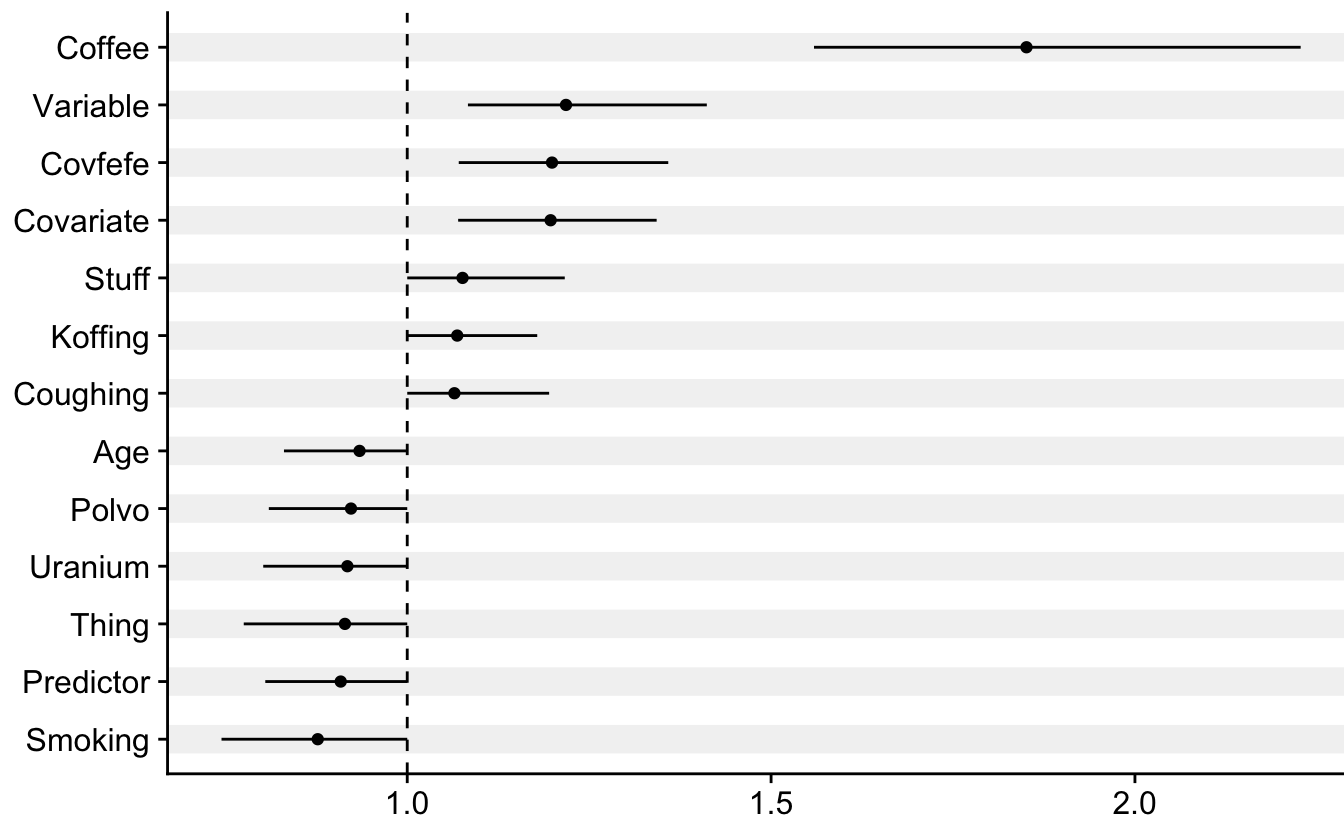 Coffee
Variable
Covfefe
Covariate
Stuff
Koffing
Coughing
Age
Polvo
Uranium
Thing
Predictor
Smoking
1.0 1.5 2.0